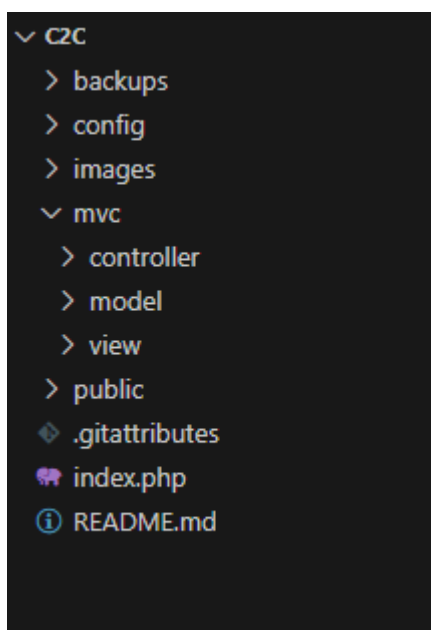 C2C
backups
config
images
mvc
controller
model
view
public
.gitattributes
index.php
README.md